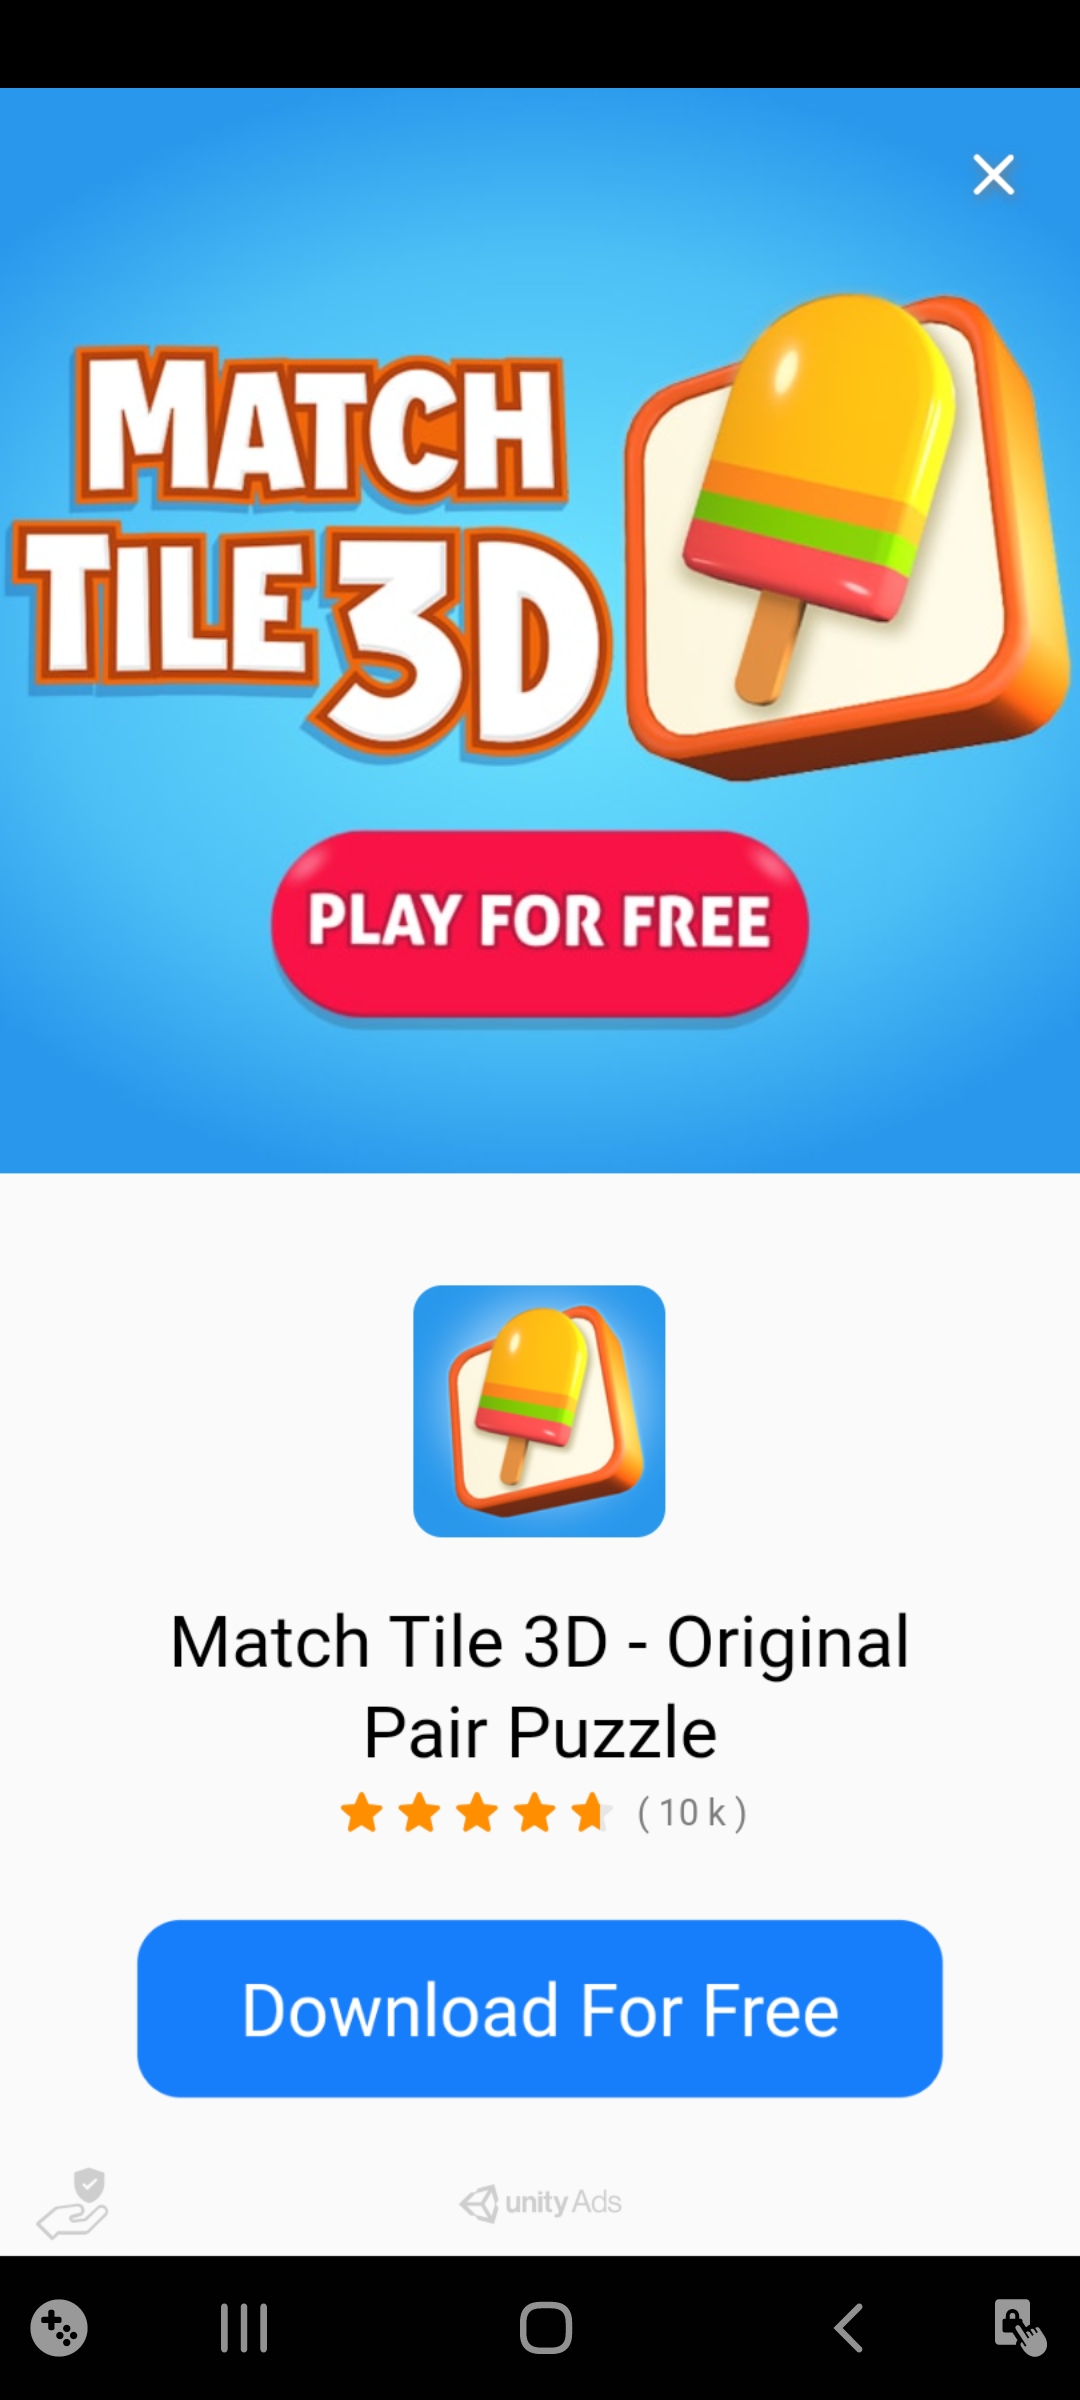 MATCH
TILE 3D
PLAY FOR FREE
Match Tile 3D - Original
Pair Puzzle
( 10 k )
Download For Free
unity Ads